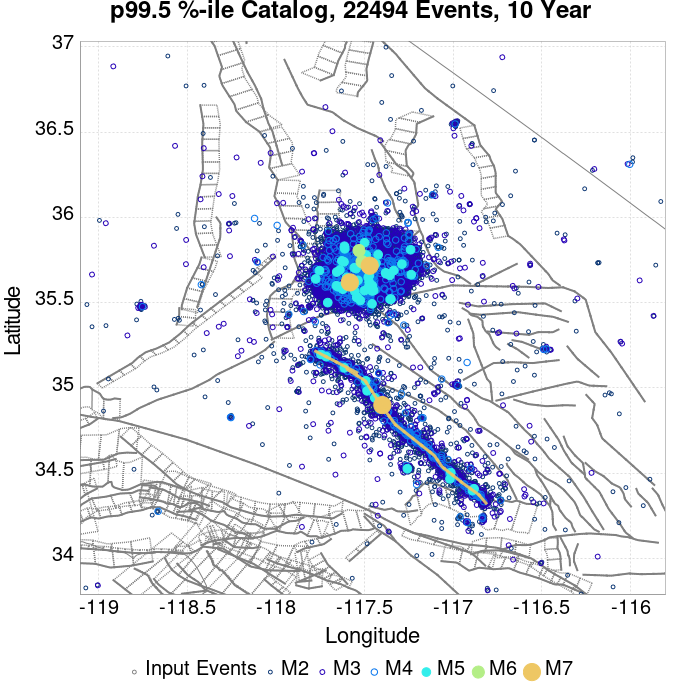 p99.5 %-ile Catalog, 22494 Events, 10 Year
37
36.5
36
35.5
35
34.5
34
Latitude
-119 -118.5 -118 -117.5 -117 -116.5 -116
Longitude
Input Events M2 M3 M4 M5 M6 M7